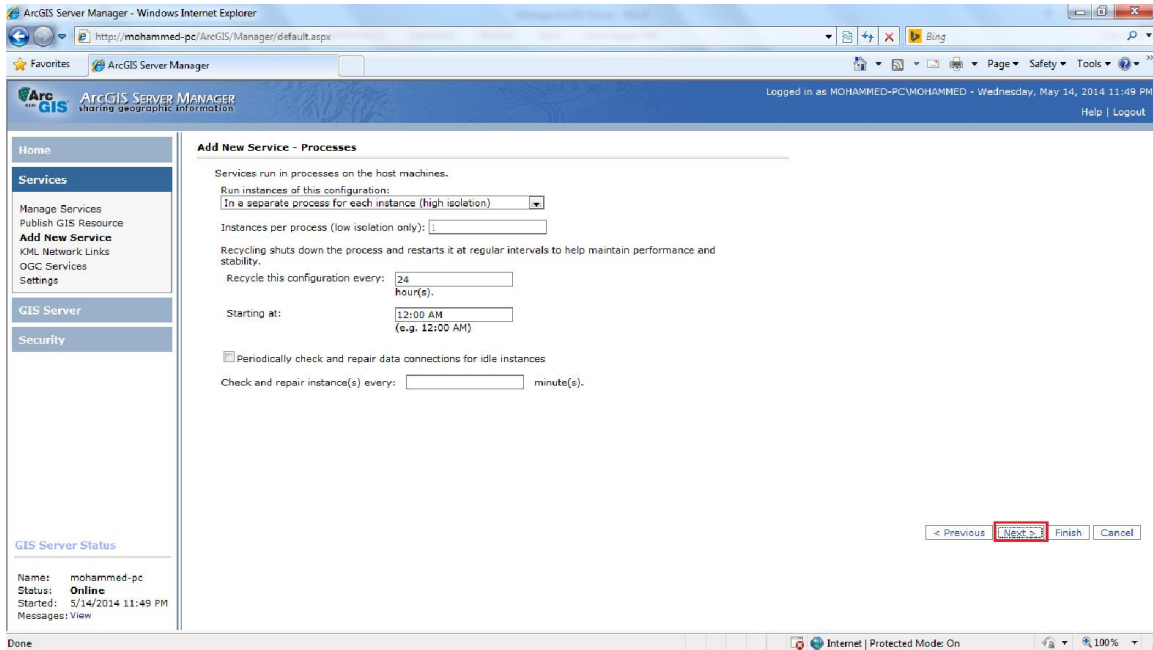 ArcGIS Server Manager - Windows Internet Explorer
http://mohammed-pc/ArcGIS/Manager/default.aspx
Bing
Favorites
ArcGIS Server Manager
Page
Safety
Tools
ArcGIS
ARCGIS SERVER MANAGER
sharing geographic information
Logged in as MOHAMMED-PC\MOHAMMED - Wednesday, May 14, 2014 11:49 PM
Help | Logout
Home
Services
Manage Services
Publish GIS Resource
Add New Service
KML Network Links
OGC Services
Settings
GIS Server
Security
GIS Server Status
Name: mohammed-pc
Status: Online
Started: 5/14/2014 11:49 PM
Messages: View
Add New Service - Processes
Services run in processes on the host machines.
Run instances of this configuration:
In a separate process for each instance (high isolation)
Instances per process (low isolation only): 1
Recycling shuts down the process and restarts it at regular intervals to help maintain performance and
stability.
Recycle this configuration every: 24
hour(s).
Starting at: 12:00 AM
(e.g. 12:00 AM)
Periodically check and repair data connections for idle instances
Check and repair instance(s) every: minute(s).
< Previous
Next >
Finish
Cancel
Done
Internet | Protected Mode: On
100%